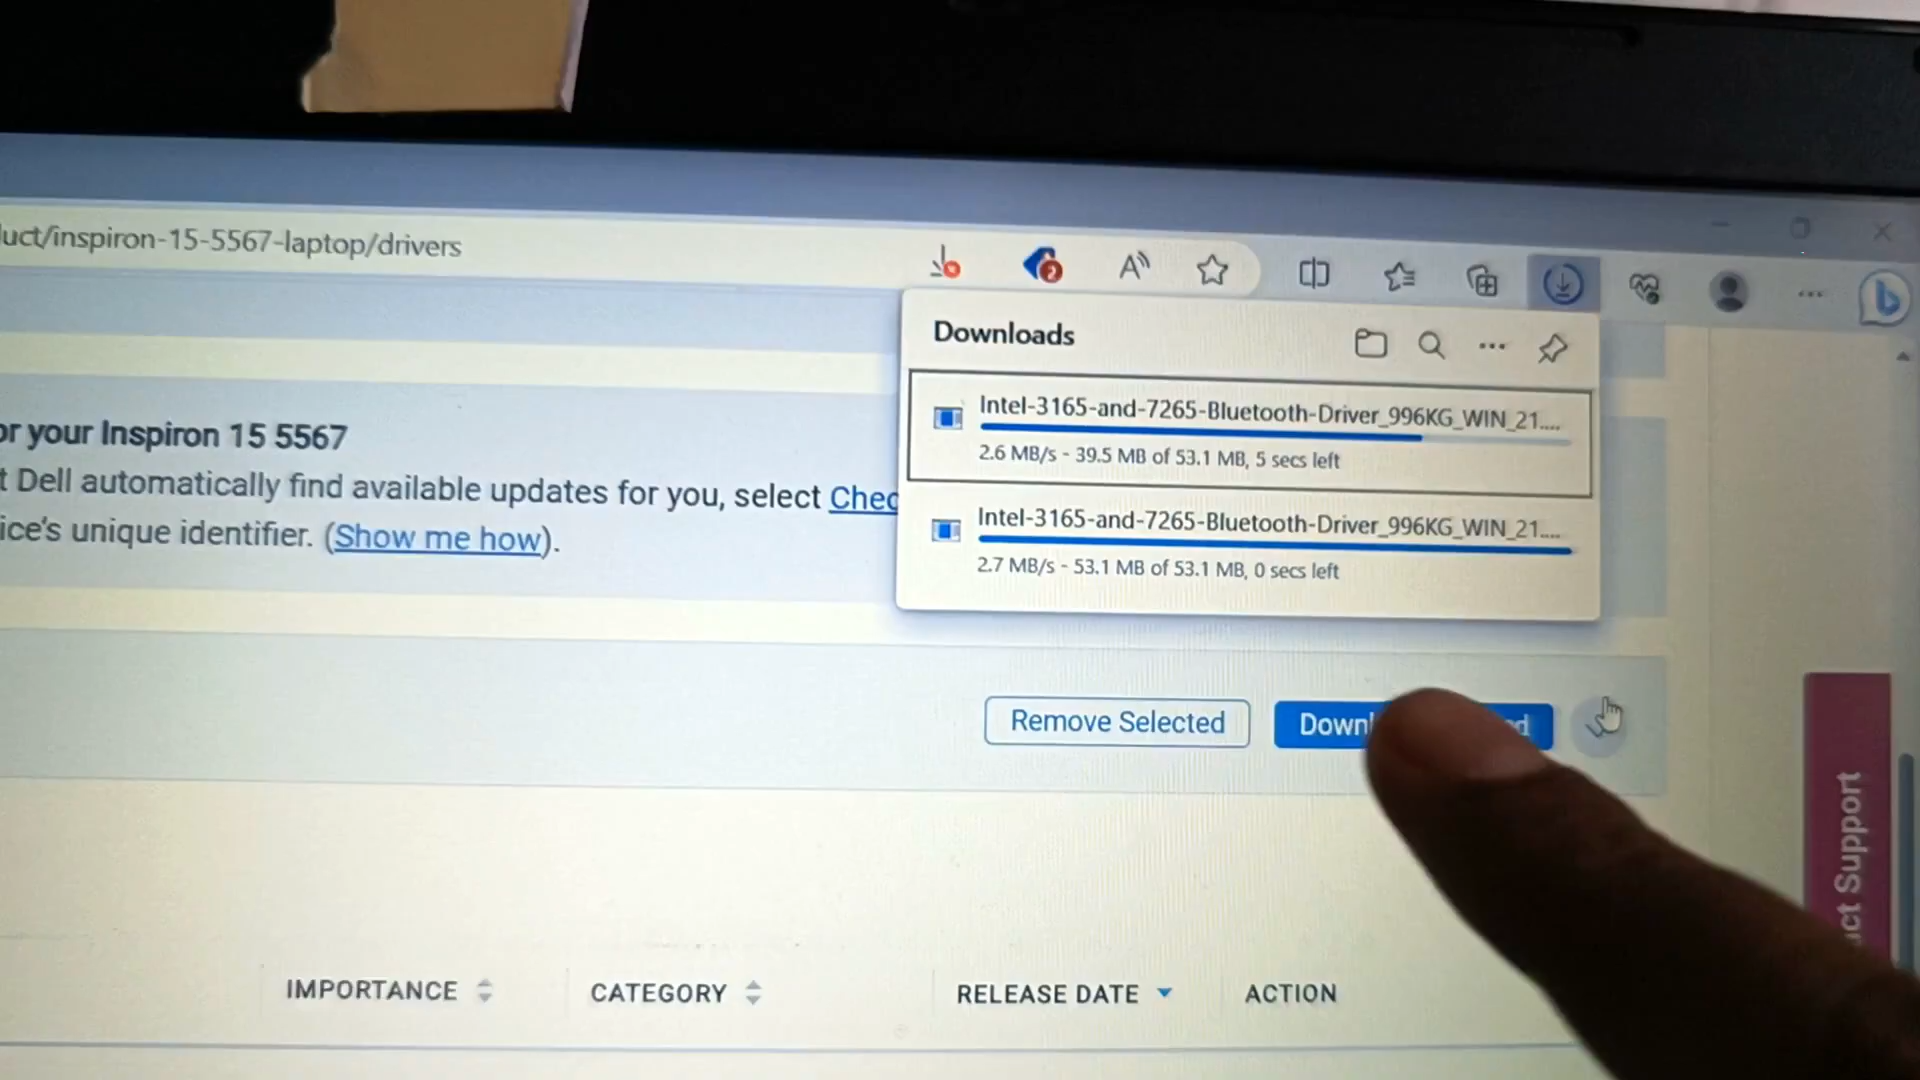 uct/inspiron-15-5567-laptop/drivers
Downloads
Intel-3165-and-7265-Bluetooth-Driver_996KG_WIN_21....
2.6 MB/s - 39.5 MB of 53.1 MB, 5 secs left
Intel-3165-and-7265-Bluetooth-Driver_996KG_WIN_21....
2.7 MB/s - 53.1 MB of 53.1 MB, 0 secs left
or your Inspiron 15 5567
t Dell automatically find available updates for you, select Chec
ice's unique identifier. (Show me how).
Remove Selected
Downl d
ct Support
IMPORTANCE
CATEGORY
RELEASE DATE
ACTION